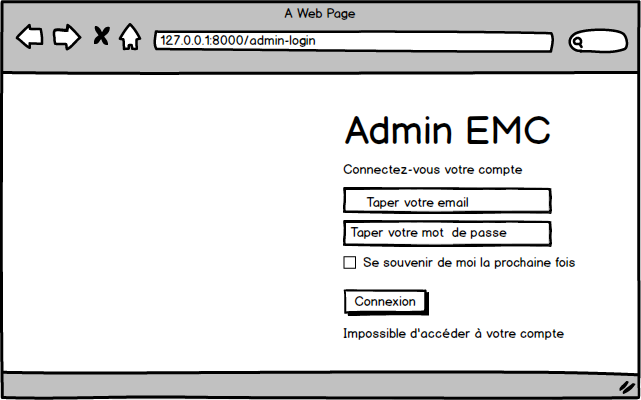 A Web Page
127.0.0.1:8000/admin-login
Admin EMC
Connectez-vous votre compte
Taper votre email
Taper votre mot de passe
Se souvenir de moi la prochaine fois
Connexion
Impossible d'accéder à votre compte